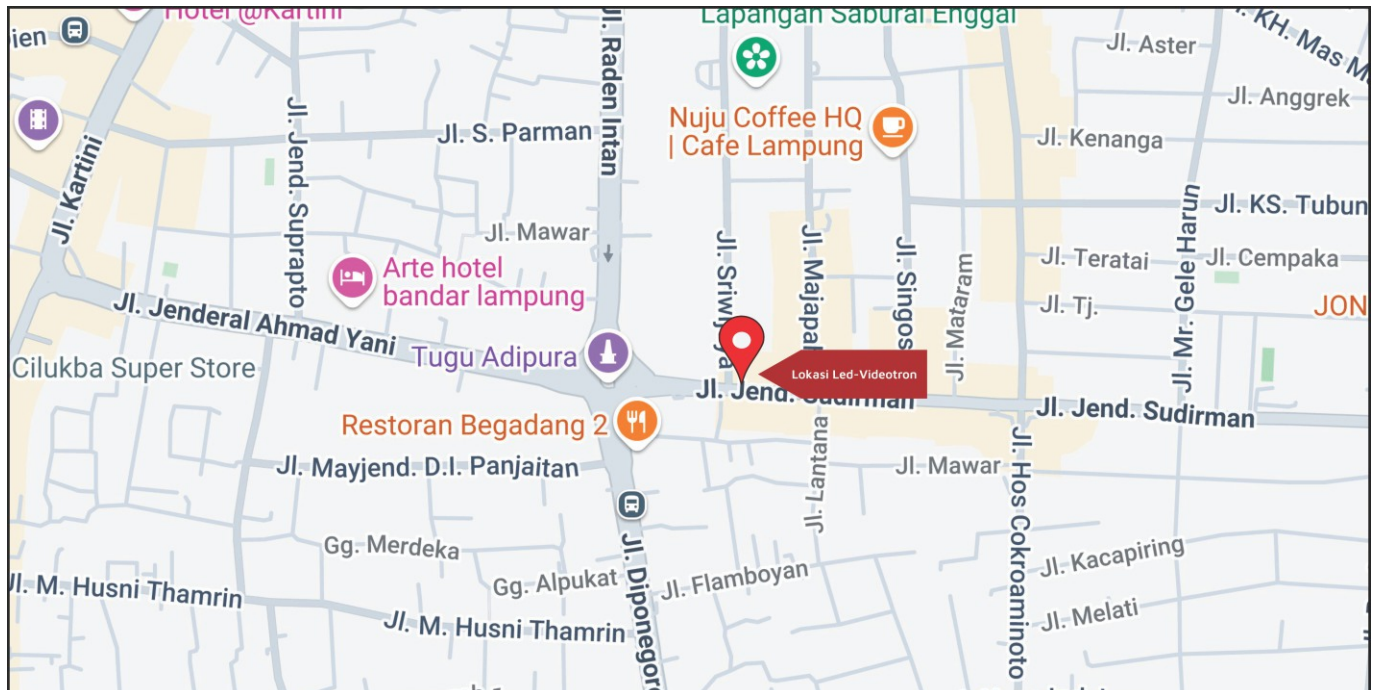 Hotel @Kartini
Lapangan Saburai Enggal
Jl. KH. Mas M
ien
Jl. Aster
Jl. Raden Intan
Jl. Anggrek
Jl. Jend. Suprapto
Nuju Coffee HQ
| Cafe Lampung
Jl. S. Parman
Jl. Kenanga
Jl. Kartini
Jl. KS. Tubun
Jl. Mr. Gele Harun
Jl. Mawar
Jl. Sriwijaya
Jl. Majapa
Jl. Singos
Jl. Mataram
Jl. Teratai
Jl. Cempaka
Arte hotel
bandar lampung
Jl. Tj.
JON
Jl. Jenderal Ahmad Yani
Tugu Adipura
Cilukba Super Store
Lokasi Led-Videotron
Jl. Jend. Sudirman
Jl. Jend. Sudirman
Restoran Begadang 2
Jl. Mayjend. D.I. Panjaitan
Jl. Lantana
Jl. Mawar
Jl. Hos Cokroaminoto
Gg. Merdeka
Jl. Diponegoro
Jl. Kacapiring
Gg. Alpukat
Jl. Flamboyan
Jl. M. Husni Thamrin
Jl. M. Husni Thamrin
Jl. Melati